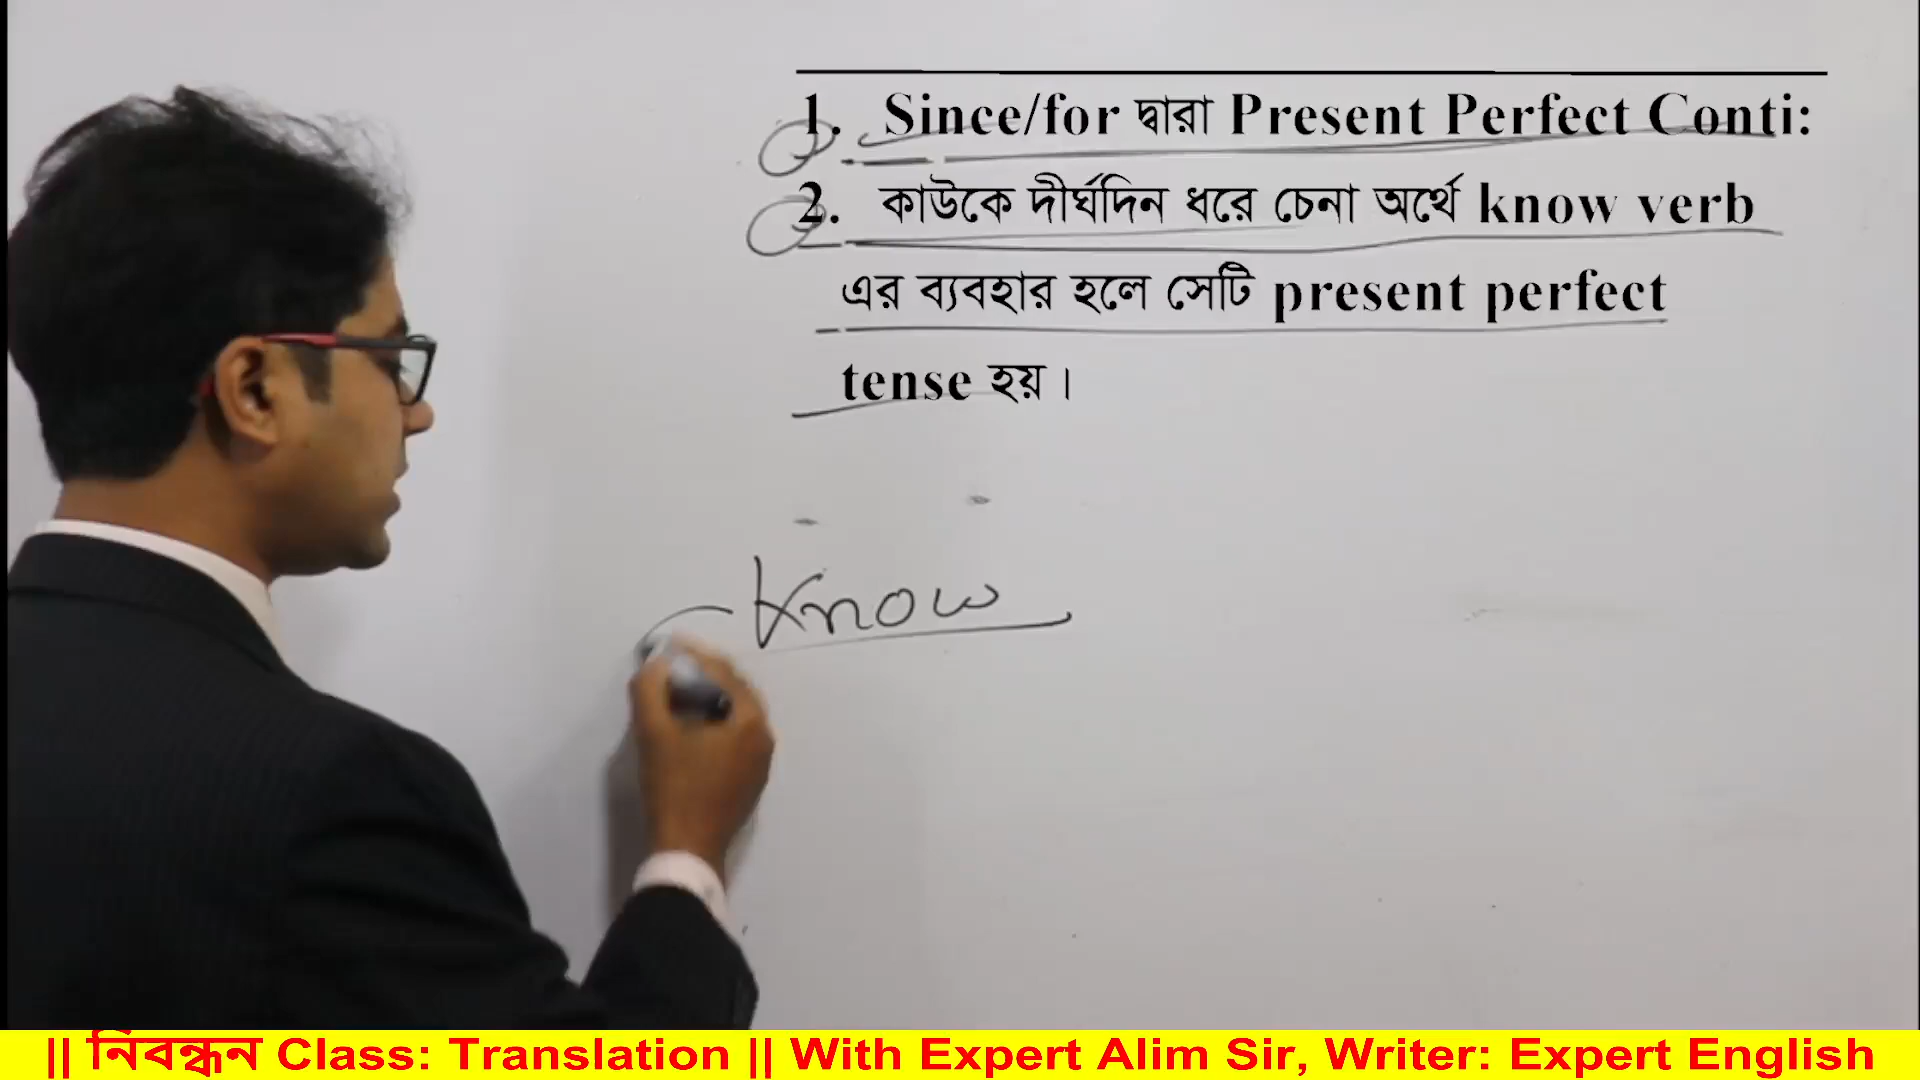 1. Since/for দ্বারা Present Perfect Conti:
2. কাউকে দীর্ঘদিন ধরে চেনা অর্থে know verb
এর ব্যবহার হলে সেটি present perfect
tense হয়।
Know
|| নিবন্ধন Class: Translation || With Expert Alim Sir, Writer: Expert English